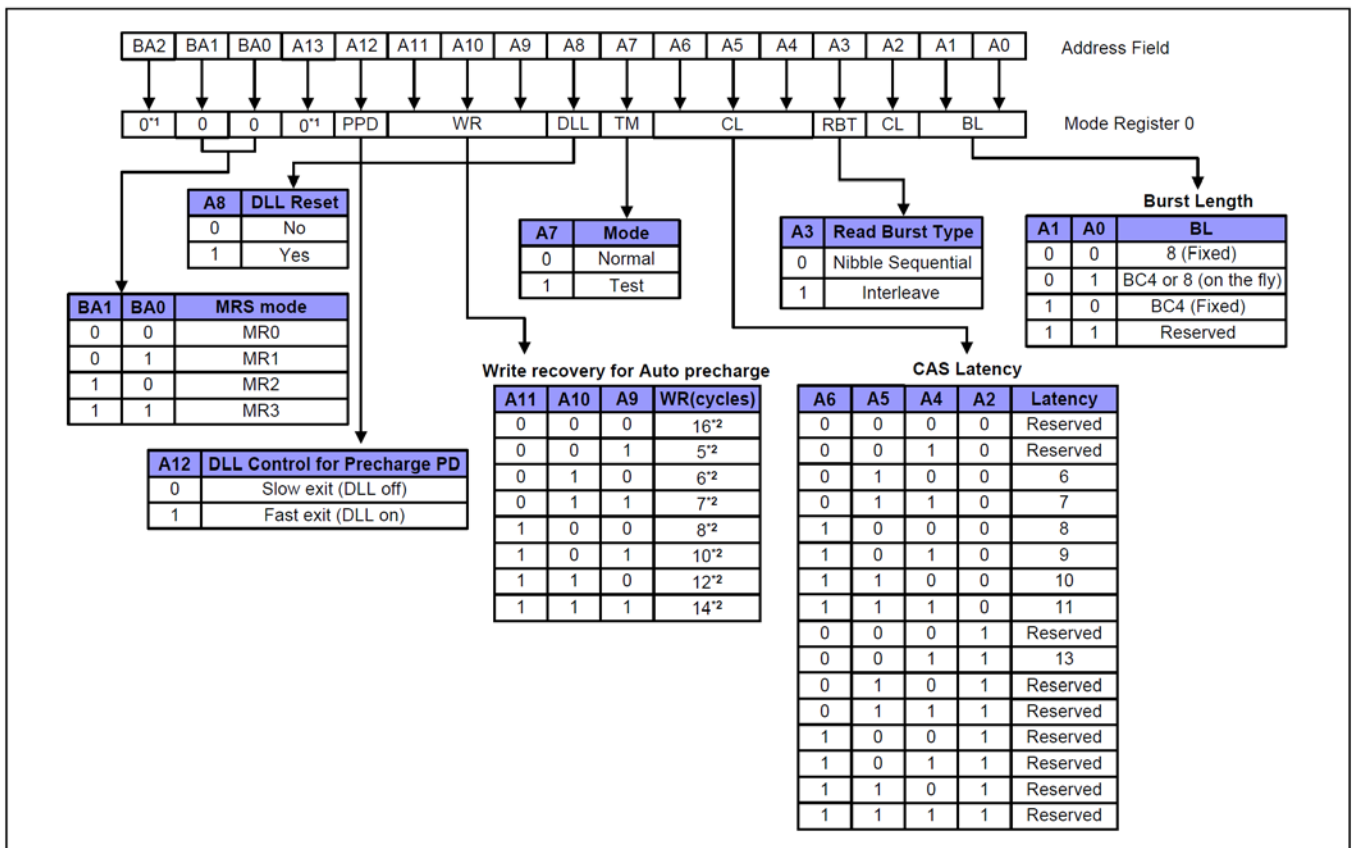 BA2 BA1 BA0 A13 A12 A11 A10 A9 A8 A7 A6 A5 A4 A3 A2 A1 A0 Address Field
0*1 0 0 0*1 PPD WR DLL TM CL RBT CL BL Mode Register 0
A8 DLL Reset
0 No
1 Yes
A7 Mode
0 Normal
1 Test
A3 Read Burst Type
0 Nibble Sequential
1 Interleave
Burst Length
A1 A0 BL
0 0 8 (Fixed)
0 1 BC4 or 8 (on the fly)
1 0 BC4 (Fixed)
1 1 Reserved
BA1 BA0 MRS mode
0 0 MR0
0 1 MR1
1 0 MR2
1 1 MR3
A12 DLL Control for Precharge PD
0 Slow exit (DLL off)
1 Fast exit (DLL on)
Write recovery for Auto precharge
A11 A10 A9 WR(cycles)
0 0 0 16*2
0 0 1 5*2
0 1 0 6*2
0 1 1 7*2
1 0 0 8*2
1 0 1 10*2
1 1 0 12*2
1 1 1 14*2
CAS Latency
A6 A5 A4 A2 Latency
0 0 0 0 Reserved
0 0 1 0 Reserved
0 1 0 0 6
0 1 1 0 7
1 0 0 0 8
1 0 1 0 9
1 1 0 0 10
1 1 1 0 11
0 0 0 1 Reserved
0 0 1 1 13
0 1 0 1 Reserved
0 1 1 1 Reserved
1 0 0 1 Reserved
1 0 1 1 Reserved
1 1 0 1 Reserved
1 1 1 1 Reserved